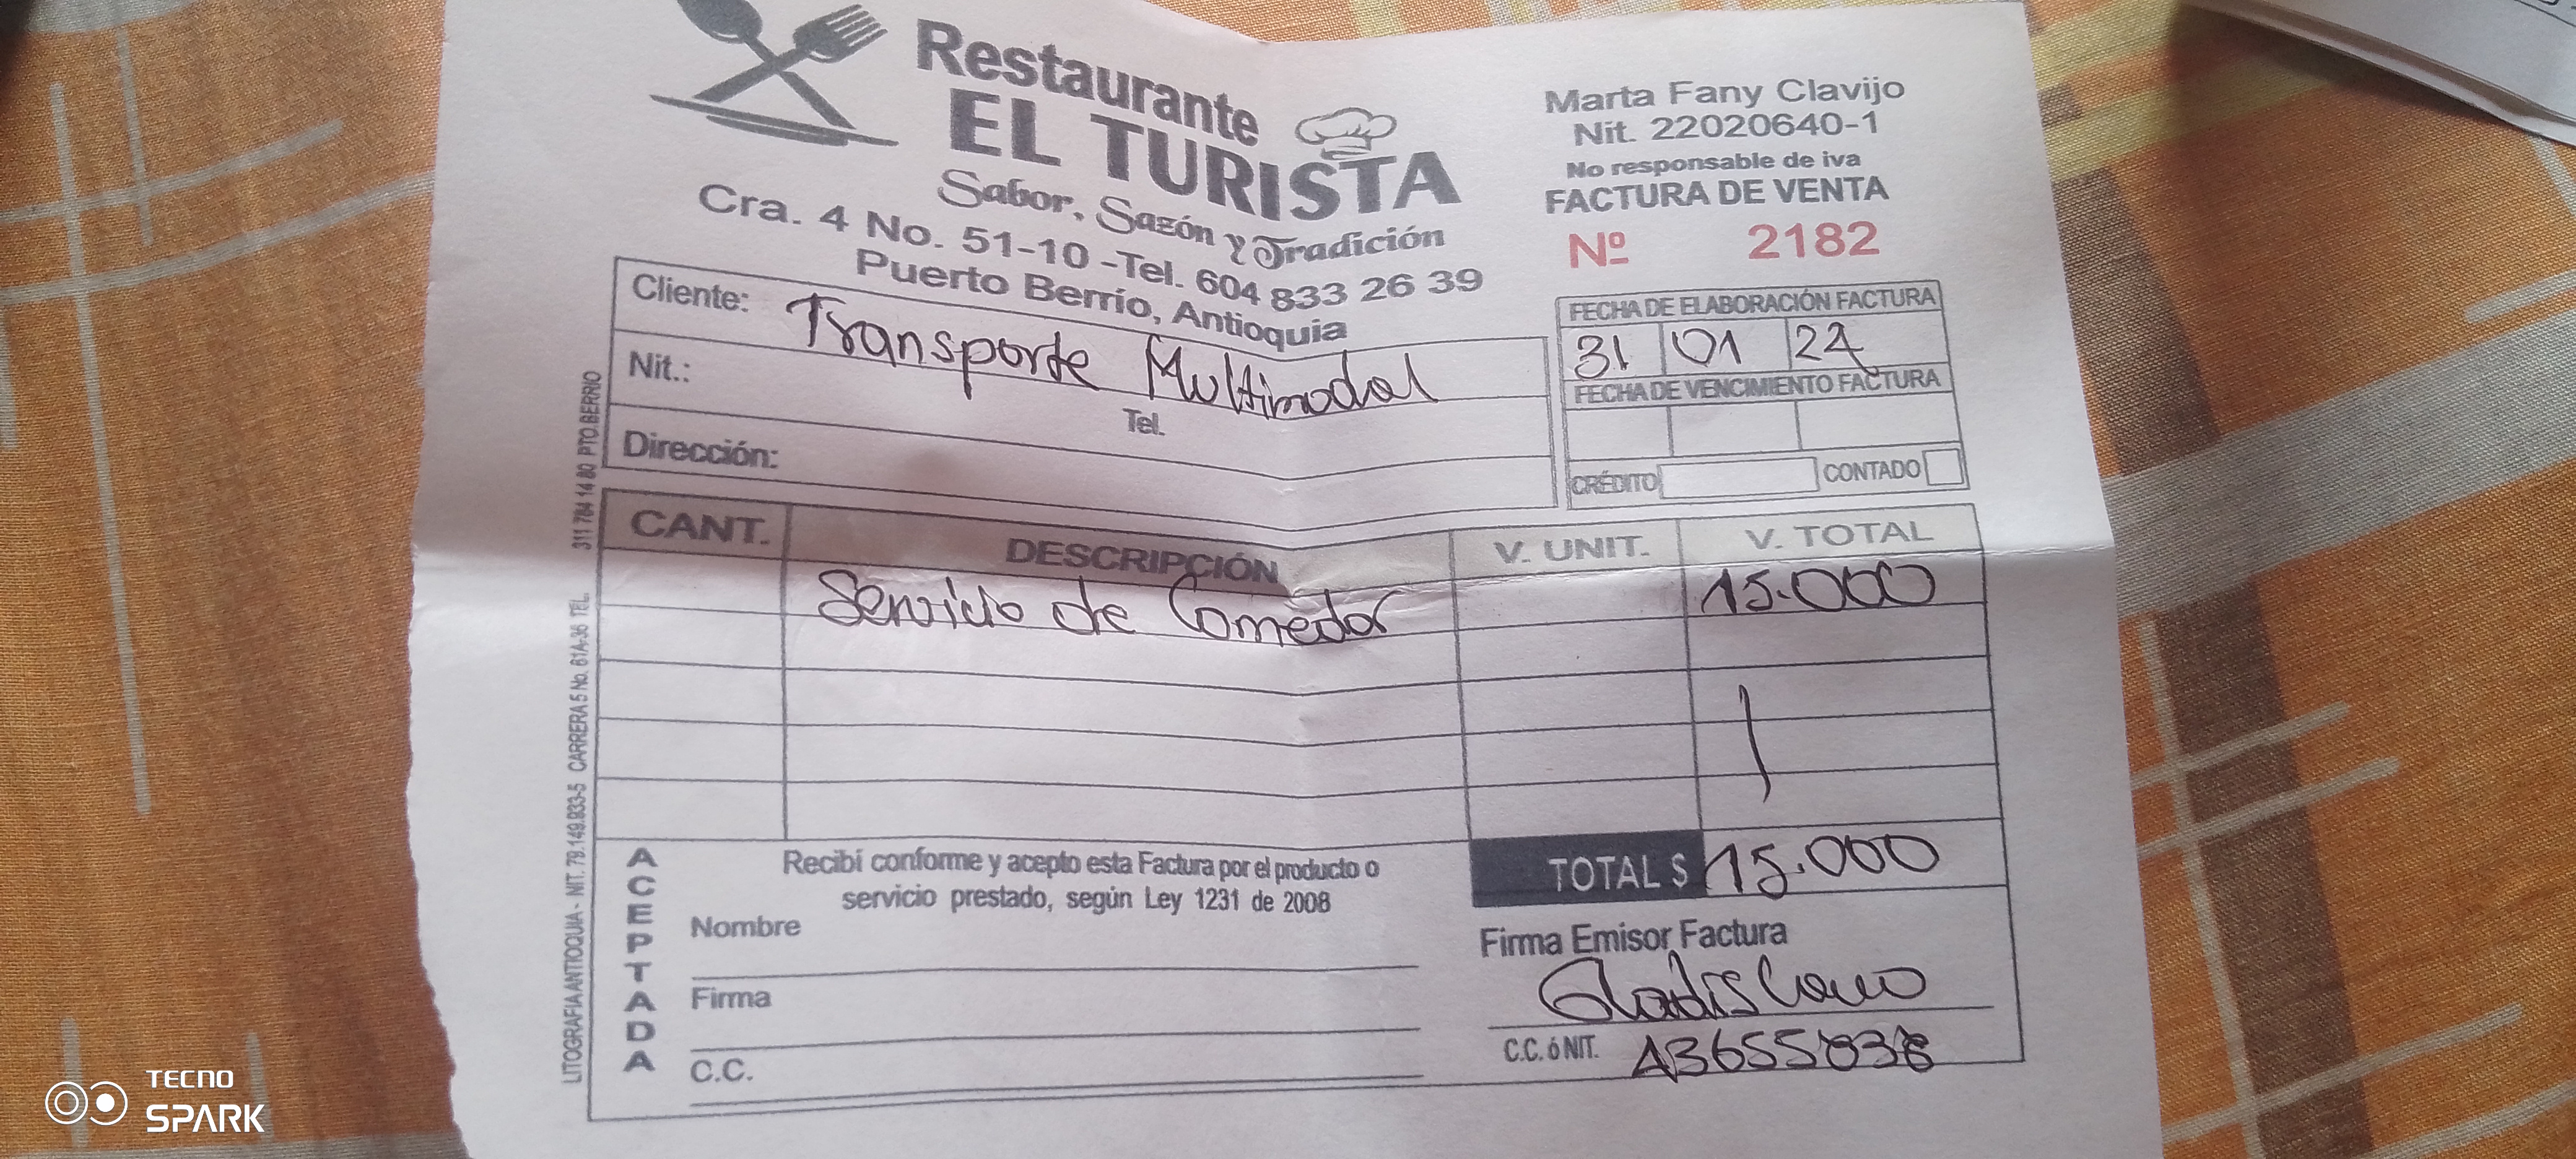 Restaurante
EL TURISTA
Sabor, Sazón y Tradición
Cra. 4 No. 51-10 -Tel. 604 833 26 39
Puerto Berrío, Antioquia
Marta Fany Clavijo
Nit. 22020640-1
No responsable de iva
FACTURA DE VENTA
Nº 2182
Cliente: Transporte Multimodal
Nit.:
Tel.
Dirección:
FECHA DE ELABORACIÓN FACTURA
31 01 24
FECHA DE VENCIMIENTO FACTURA
CRÉDITO CONTADO
CANT. DESCRIPCIÓN V. UNIT. V. TOTAL
Servicio de Comedor 15.000
TOTAL $ 15.000
ACEPTADA
Recibí conforme y acepto esta Factura por el producto o
servicio prestado, según Ley 1231 de 2008
Nombre
Firma
C.C.
Firma Emisor Factura
Gladis
C.C. ó NIT.
LITOGRAFIA ANTIOQUIA - NIT. 79.149.933-5 CARRERA 5 No. 61A-36 TEL. 311 784 14 80 PTO.BERRIO
TECNO
SPARK